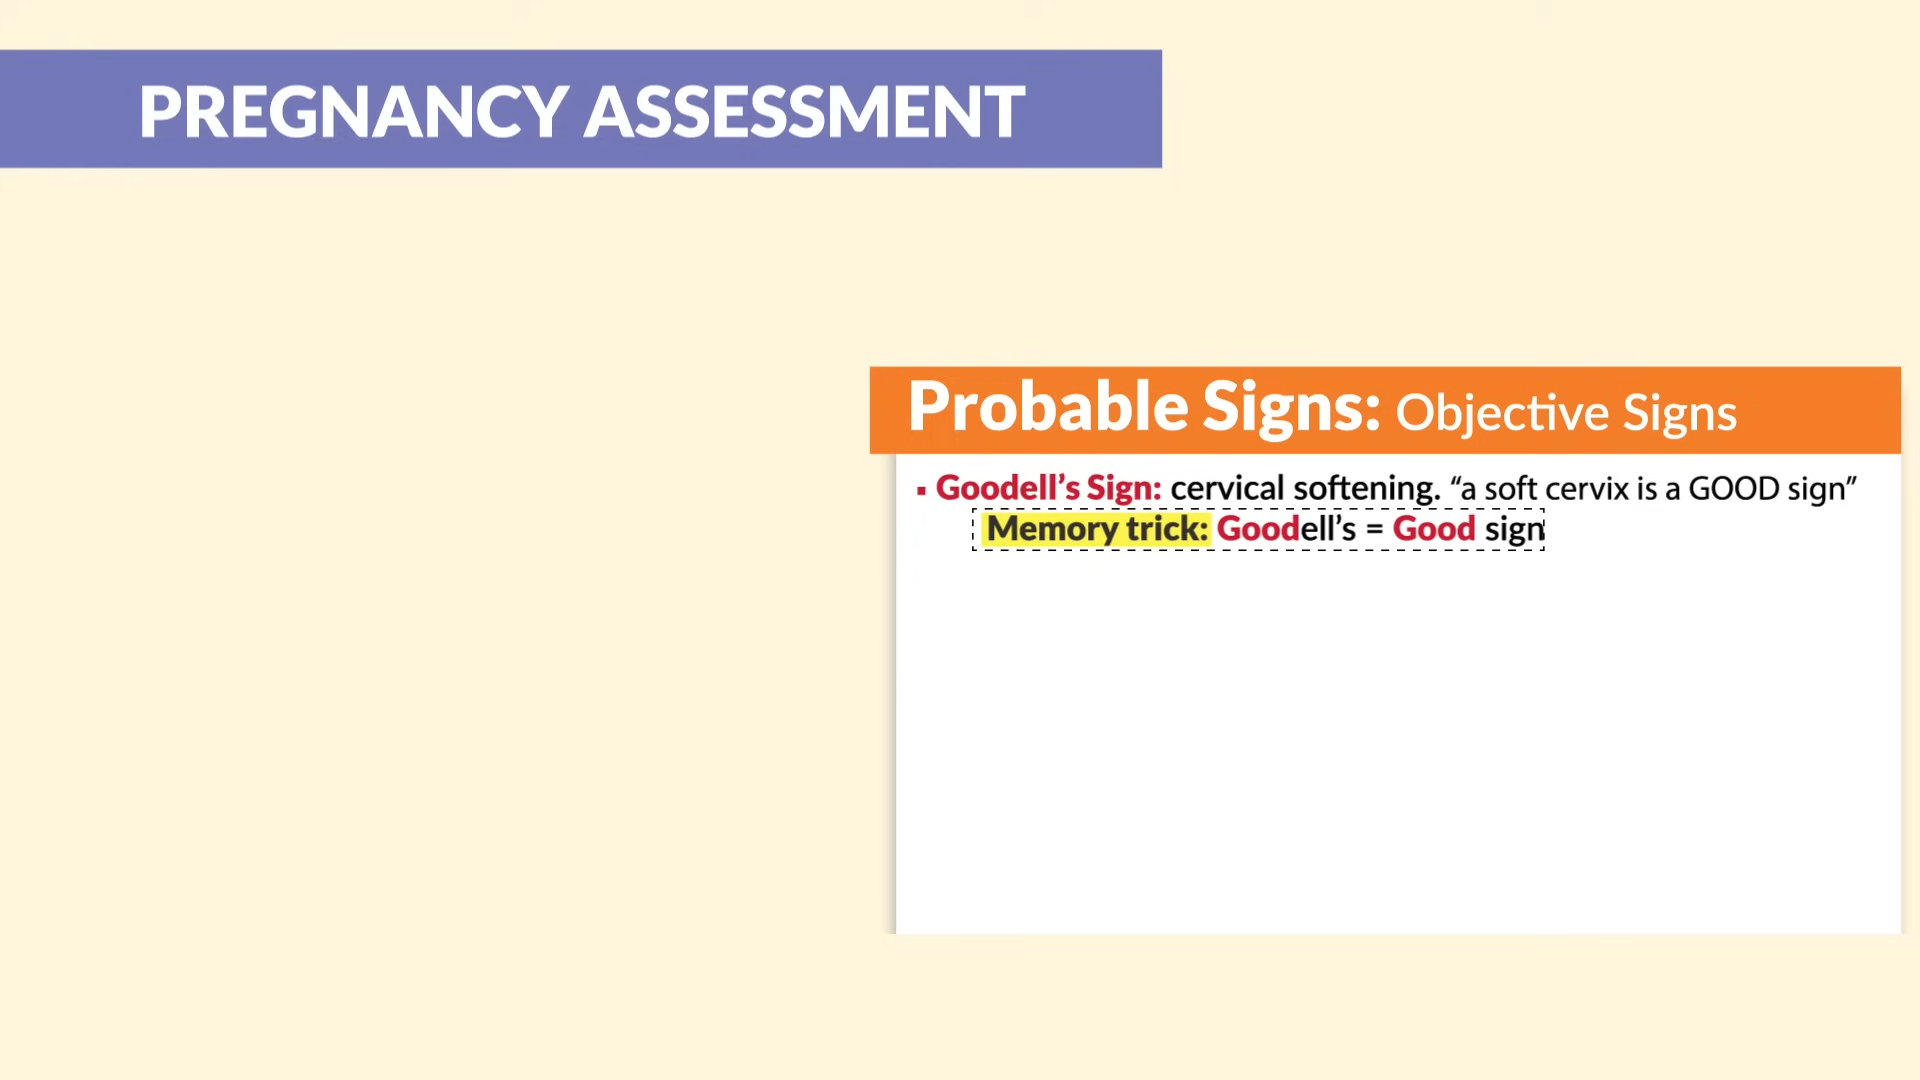 PREGNANCY ASSESSMENT
Probable Signs: Objective Signs
▪ Goodell’s Sign: cervical softening. “a soft cervix is a GOOD sign”
Memory trick: Goodell’s = Good sign